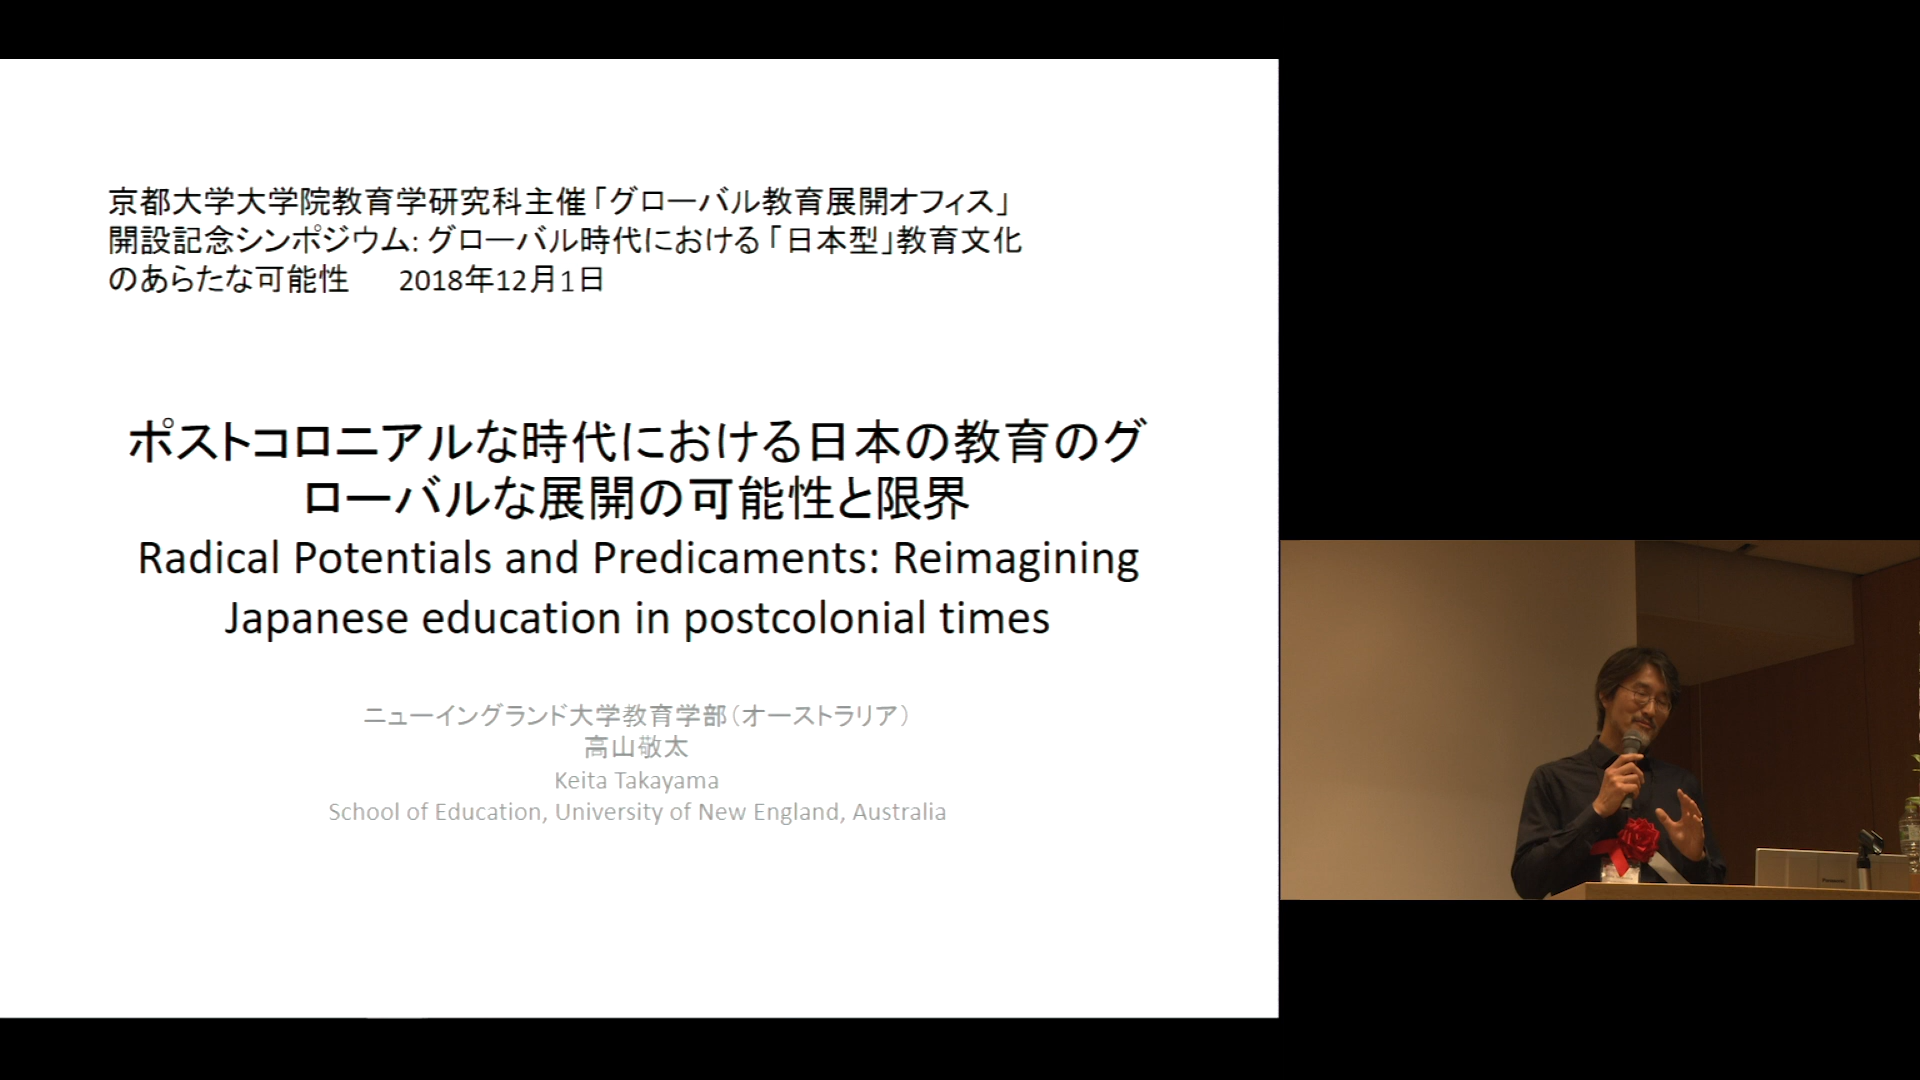 京都大学大学院教育学研究科主催「グローバル教育展開オフィス」
開設記念シンポジウム: グローバル時代における「日本型」教育文化
のあらたな可能性 2018年12月1日
ポストコロニアルな時代における日本の教育のグ
ローバルな展開の可能性と限界
Radical Potentials and Predicaments: Reimagining
Japanese education in postcolonial times
ニューイングランド大学教育学部（オーストラリア）
高山敬太
Keita Takayama
School of Education, University of New England, Australia
Panasonic